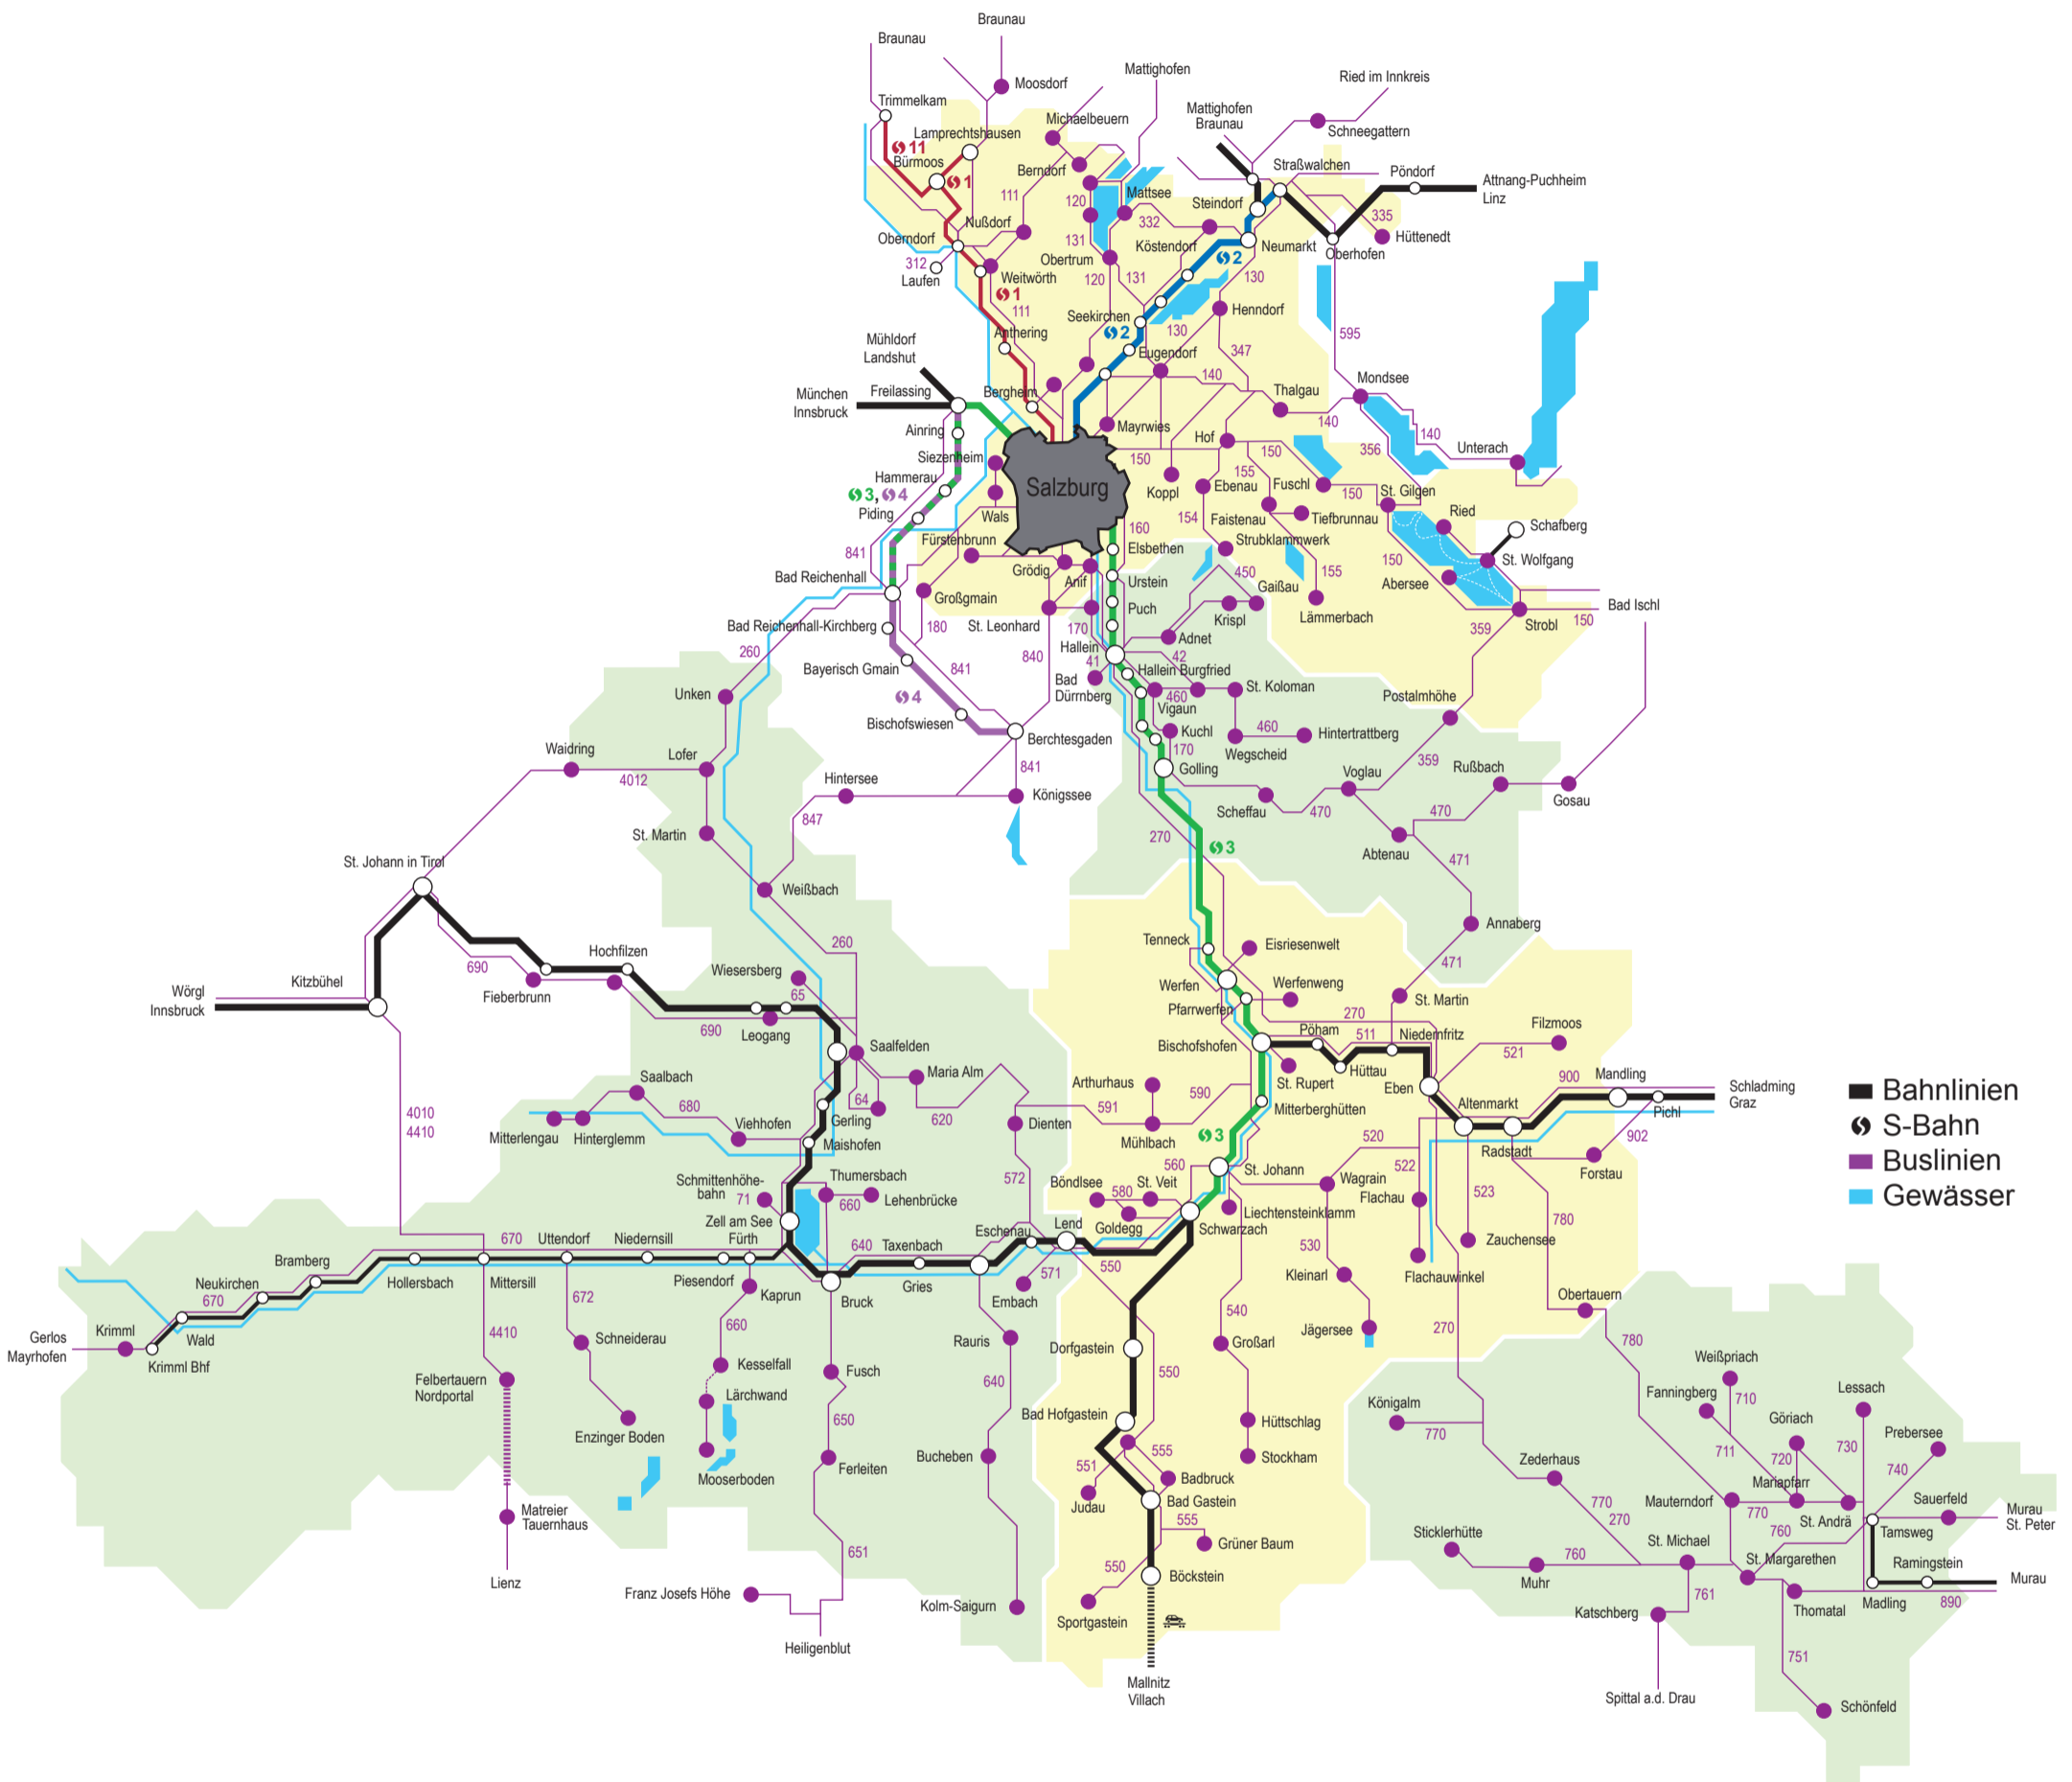 Braunau
Braunau
Moosdorf
Mattighofen
Ried im Innkreis
Trimmelkam
Mattighofen
Braunau
Michaelbeuern
Schneegattern
Lamprechtshausen
11
Bürmoos
1
Berndorf
Straßwalchen
Pöndorf
Attnang-Puchheim
Linz
111
120
Mattsee
332
Steindorf
335
Hüttenedt
Nußdorf
Oberndorf
131
Köstendorf
Neumarkt
Oberhofen
312
Laufen
Weitwörth
Obertrum
2
1
111
120
131
130
Henndorf
Seekirchen
2
130
595
Anthering
Mühldorf
Landshut
Eugendorf
347
140
Mondsee
München
Innsbruck
Freilassing
Bergheim
Thalgau
140
140
Ainring
Mayrwies
Hof
Unterach
Siezenheim
150
150
356
Hammerau
155
3, 4
Salzburg
Koppl
Ebenau
Fuschl
150
St. Gilgen
Piding
Wals
154
Faistenau
Tiefbrunnau
Ried
Schafberg
160
Fürstenbrunn
Elsbethen
Strubklammwerk
841
Grödig
150
St. Wolfgang
Bad Reichenhall
Anif
Urstein
450
Gaißau
155
Abersee
Großgmain
Puch
Krispl
Lämmerbach
Bad Ischl
150
Strobl
Bad Reichenhall-Kirchberg
180
St. Leonhard
170
Adnet
359
260
Hallein
42
841
840
41
Hallein Burgfried
Bayerisch Gmain
Bad
Dürrnberg
460
St. Koloman
Unken
4
Vigaun
Postalmhöhe
Bischofswiesen
Kuchl
460
Hintertrattberg
Berchtesgaden
170
Wegscheid
Waidring
Lofer
359
4012
841
Golling
Voglau
Rußbach
Hintersee
Königssee
Scheffau
470
470
Gosau
847
St. Martin
270
3
Abtenau
St. Johann in Tirol
471
Weißbach
Annaberg
260
Tenneck
Eisriesenwelt
Hochfilzen
690
Wiesersberg
471
Kitzbühel
65
Werfen
Werfenweng
Wörgl
Innsbruck
Fieberbrunn
Pfarrwerfen
St. Martin
270
690
Leogang
Pöham
511
Niedernfritz
Filzmoos
Bischofshofen
521
Saalfelden
Maria Alm
St. Rupert
Hüttau
Saalbach
Arthurhaus
590
Eben
900
Mandling
Schladming
Graz
64
591
Altenmarkt
680
620
Mitterberghütten
Pichl
4010
4410
Viehhofen
Gerling
Dienten
Mitterlengau
Hinterglemm
Maishofen
Mühlbach
3
520
Radstadt
902
Forstau
572
560
St. Johann
Schmittenhöhe-
bahn
71
Thumersbach
660
Lehenbrücke
Böndlsee
580
St. Veit
Wagrain
522
Flachau
523
Zell am See
Goldegg
Liechtensteinklamm
Schwarzach
780
670
Uttendorf
Niedernsill
Fürth
640
Taxenbach
Eschenau
Lend
530
Zauchensee
Bramberg
Hollersbach
Mittersill
Piesendorf
Gries
571
550
Kleinarl
Flachauwinkel
Neukirchen
670
Kaprun
Bruck
Embach
Obertauern
672
540
Gerlos
Mayrhofen
Krimml
Wald
Krimml Bhf
4410
Schneiderau
660
Rauris
Großarl
Jägersee
270
780
Dorfgastein
Kesselfall
Weißpriach
Felbertauern
Nordportal
Fusch
640
550
Lärchwand
Fanningberg
710
Lessach
Enzinger Boden
650
Bad Hofgastein
Hüttschlag
Königalm
770
Göriach
Prebersee
Mooserboden
Ferleiten
Bucheben
555
Stockham
Zederhaus
711
720
730
740
551
Badbruck
Mariapfarr
Judau
Bad Gastein
770
Mauterndorf
Sauerfeld
Matreier
Tauernhaus
555
270
770
760
St. Andrä
Tamsweg
Murau
St. Peter
Grüner Baum
Sticklerhütte
651
550
Muhr
760
St. Michael
St. Margarethen
Ramingstein
Lienz
Böckstein
Murau
Franz Josefs Höhe
Kolm-Saigurn
Sportgastein
761
Katschberg
Thomatal
Madling
890
Heiligenblut
751
Mallnitz
Villach
Spittal a.d. Drau
Schönfeld
Bahnlinien
S-Bahn
Buslinien
Gewässer